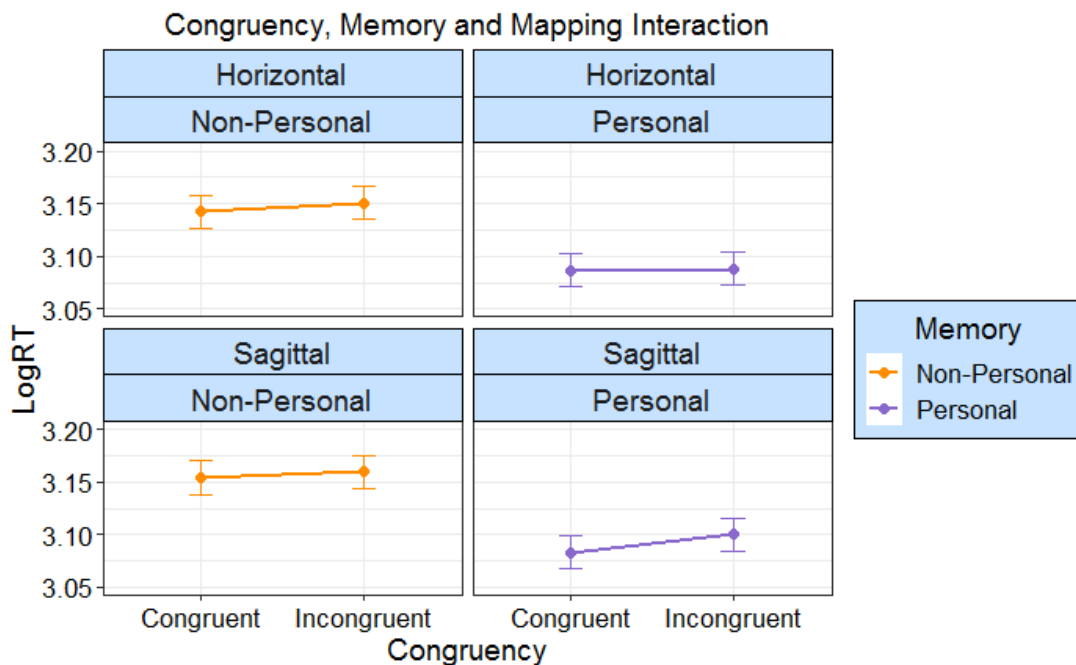 Congruency, Memory and Mapping Interaction
Horizontal
Horizontal
Non-Personal
Personal
3.20
3.15
3.10
3.05
Sagittal
Sagittal
Non-Personal
Personal
3.20
3.15
3.10
3.05
LogRT
Congruent
Incongruent
Congruent
Incongruent
Congruency
Memory
Non-Personal
Personal